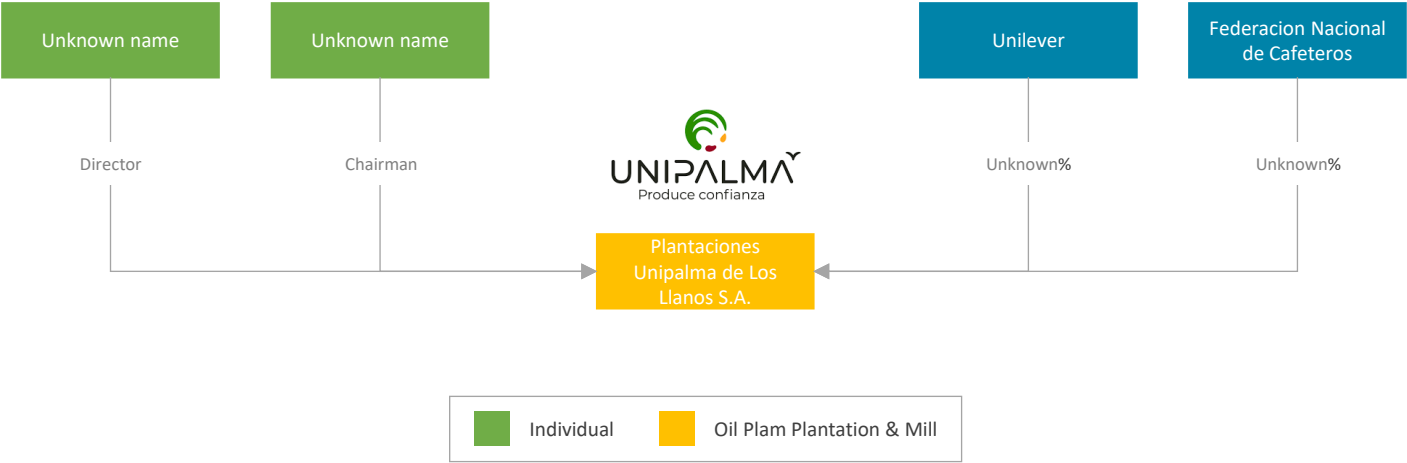 Unknown name
Unknown name
Unilever
Federacion Nacional
de Cafeteros
Director
Chairman
UNIPALMA
Produce confianza
Unknown%
Unknown%
Plantaciones
Unipalma de Los
Llanos S.A.
Individual
Oil Plam Plantation & Mill